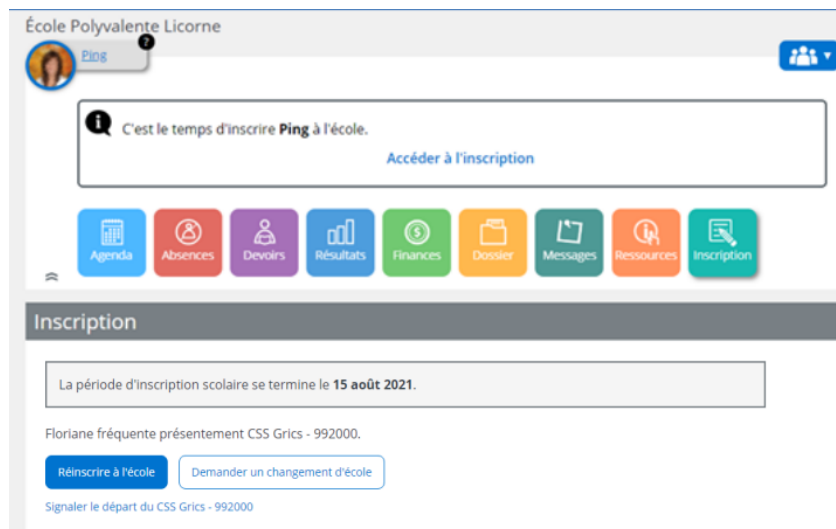 École Polyvalente Licorne
Ping
?
C'est le temps d'inscrire Ping à l'école.
Accéder à l'inscription
Agenda
Absences
Devoirs
Résultats
Finances
Dossier
Messages
Ressources
Inscription
Inscription
La période d'inscription scolaire se termine le 15 août 2021.
Floriane fréquente présentement CSS Grics - 992000.
Réinscrire à l'école
Demander un changement d'école
Signaler le départ du CSS Grics - 992000